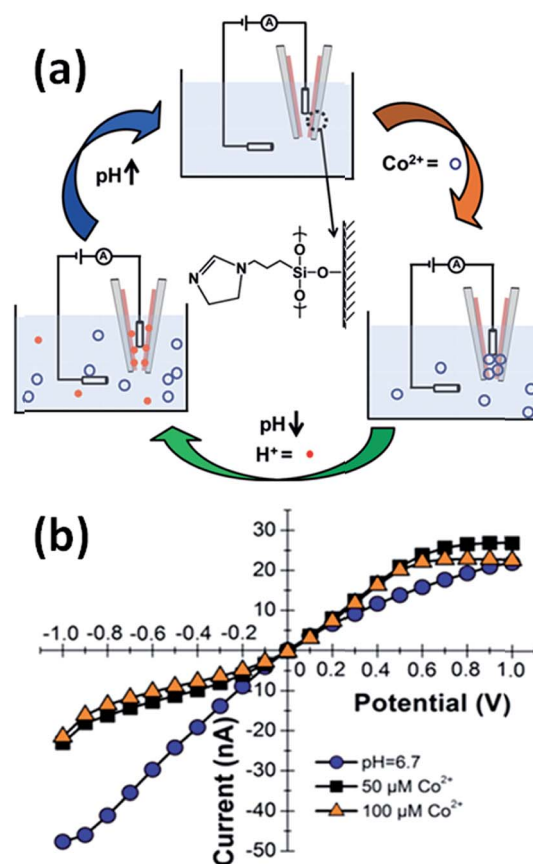 (a)
A
pH↑
Co²⁺ = 
N
N
Si
O
O
O
A
A
pH↓
H⁺ =
(b)
30
20
10
0
-1.0 -0.8 -0.6 -0.4 -0.2
0.2 0.4 0.6 0.8 1.0
-10
-20
-30
-40
-50
Potential (V)
Current (nA)
pH=6.7
50 µM Co²⁺
100 µM Co²⁺